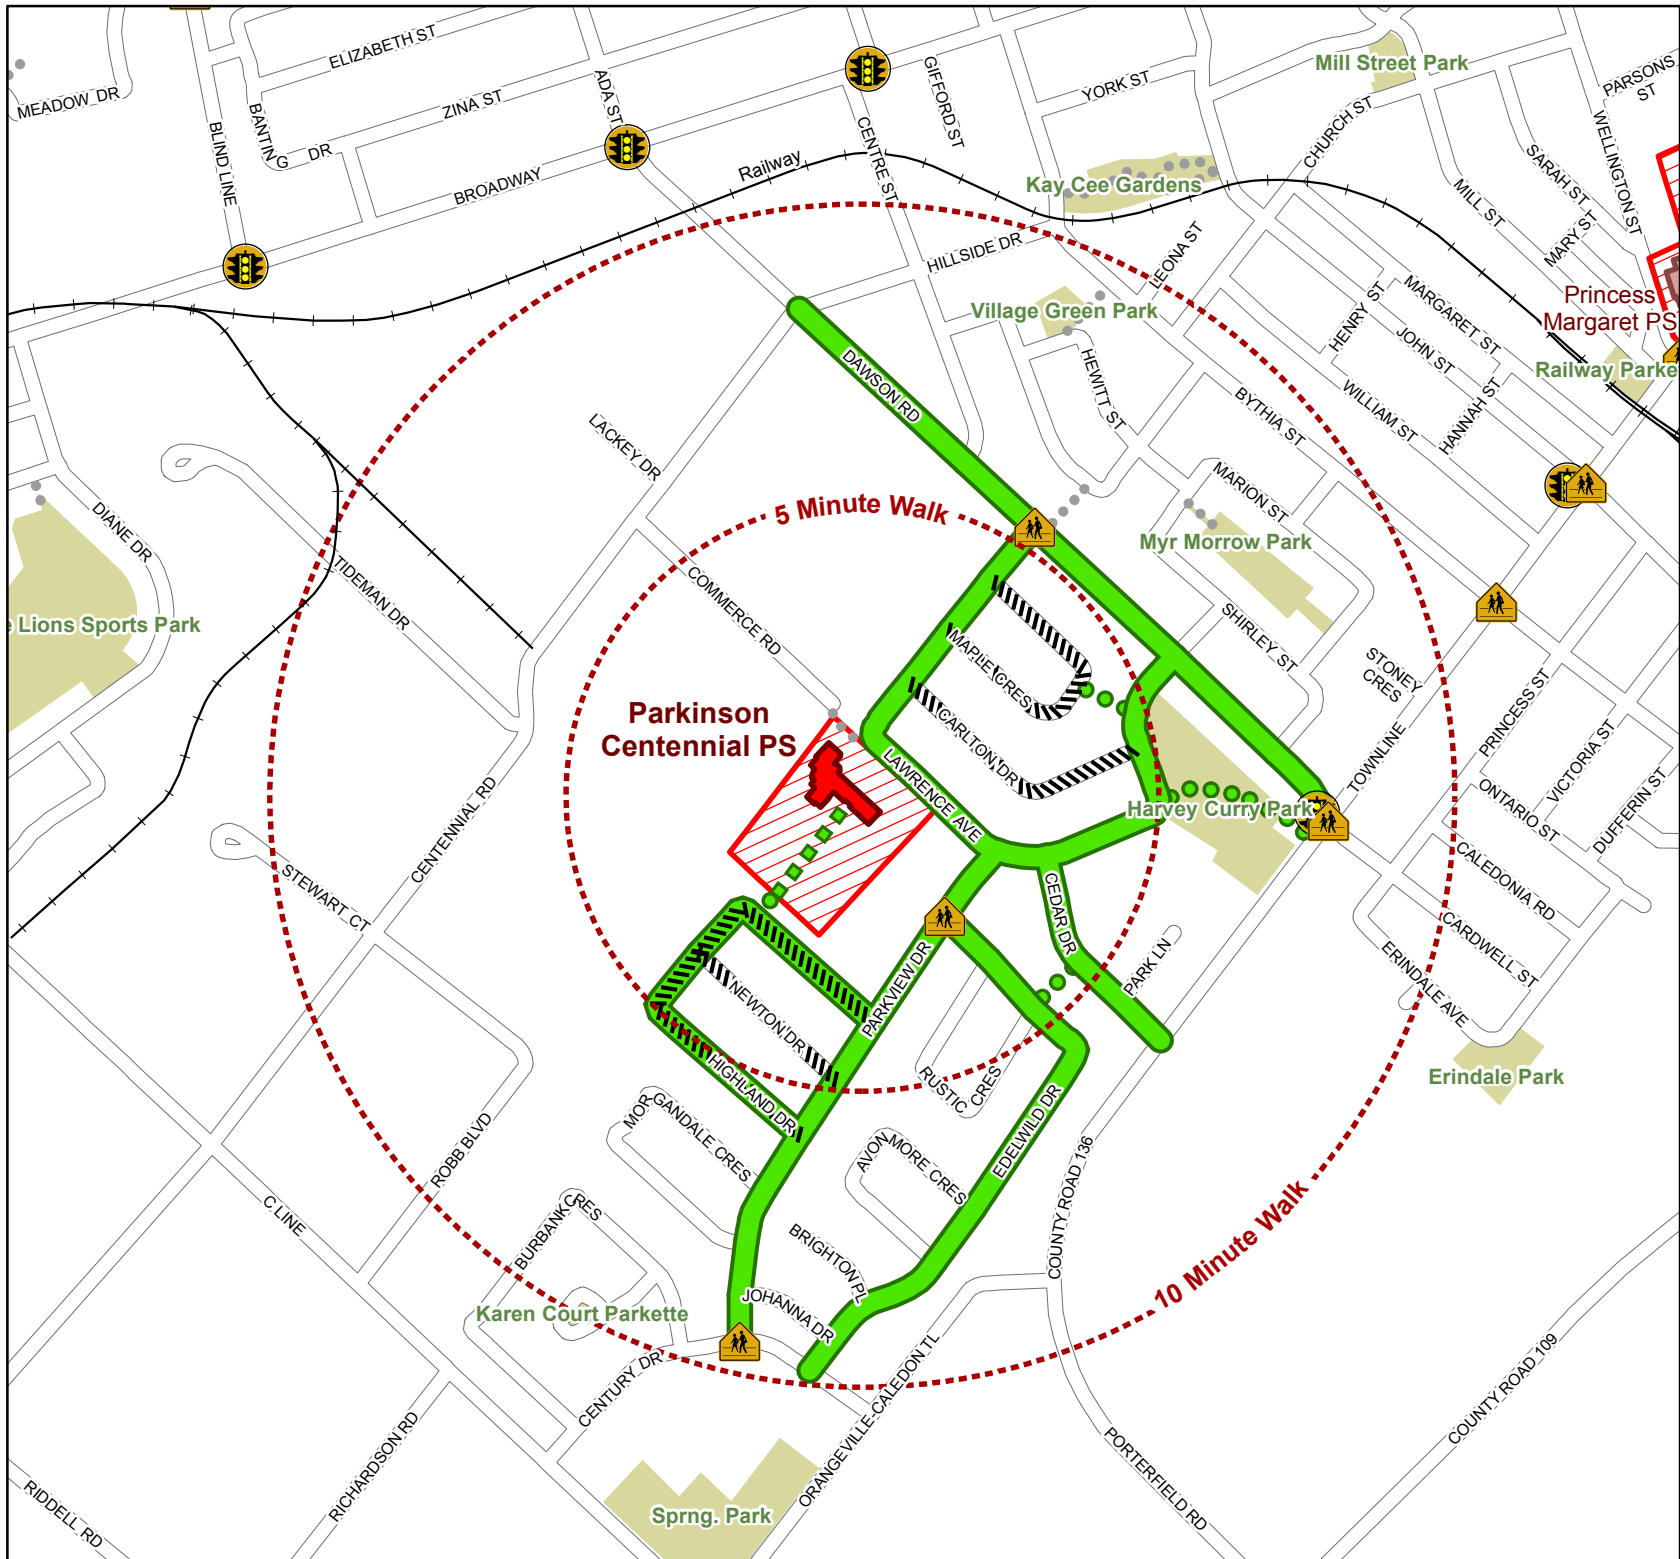 ELIZABETH ST
MEADOW DR
BANTING DR
ZINA ST
ADA ST
BLIND LINE
BROADWAY
Railway
CENTRE ST
GIFFORD ST
YORK ST
Mill Street Park
PARSONS
ST
CHURCH ST
WELLINGTON ST
SARAH ST
MILL ST
MARY ST
Kay Cee Gardens
HILLSIDE DR
LEONA ST
Village Green Park
Princess
Margaret PS
HENRY ST
MARGARET ST
JOHN ST
Railway Parke
DAWSON RD
HEWITT ST
BYTHIA ST
WILLIAM ST
HANNAH ST
LACKEY DR
MARION ST
5 Minute Walk
DIANE DR
Myr Morrow Park
TIDEMAN DR
COMMERCE RD
e Lions Sports Park
MAPLE CRES
SHIRLEY ST
STONEY
CRES
Parkinson
Centennial PS
CARLTON DR
PRINCESS ST
VICTORIA ST
TOWNLINE
LAWRENCE AVE
Harvey Curry Park
ONTARIO ST
DUFFERIN ST
CENTENNIAL RD
STEWART CT
CEDAR DR
CALEDONIA RD
CARDWELL ST
ERINDALE AVE
PARK LN
PARKVIEW DR
NEWTON DR
HIGHLAND DR
RUSTIC CRES
Erindale Park
MORGANDALE CRES
EDELWILD DR
AVONMORE CRES
ROBB BLVD
C LINE
BURBANK CRES
COUNTY ROAD 136
BRIGHTON PL
10 Minute Walk
Karen Court Parkette
JOHANNA DR
CENTURY DR
ORANGEVILLE-CALEDON TL
COUNTY ROAD 109
RICHARDSON RD
PORTERFIELD RD
RIDDELL RD
Sprng. Park